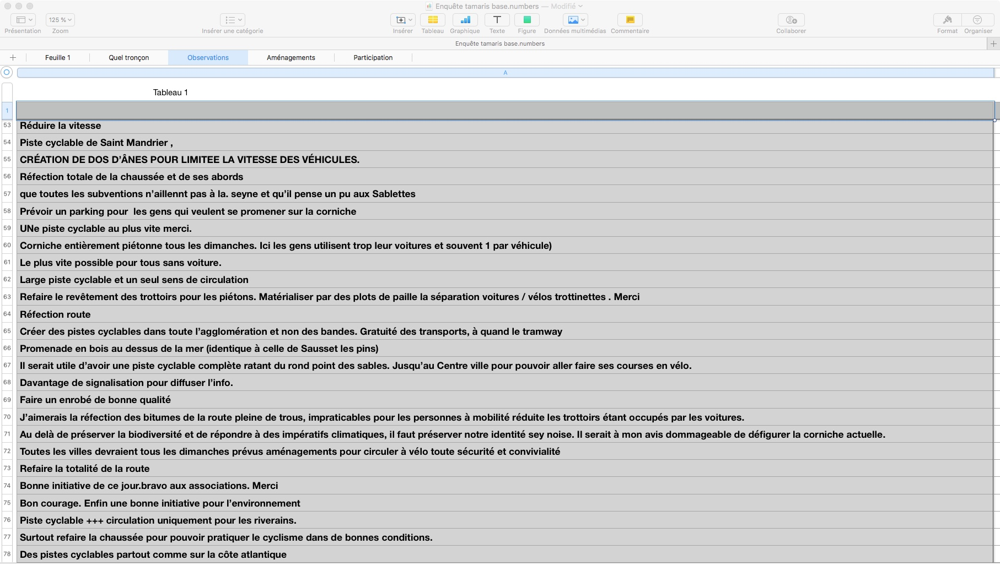 Enquête tamaris base.numbers — Modifié
125 %
Présentation Zoom Insérer une catégorie Insérer Tableau Graphique Texte Figure Données multimédias Commentaire Collaborer Format Organiser
Enquête tamaris base.numbers
Feuille 1 Quel tronçon Observations Aménagements Participation
A
Tableau 1
1
53 Réduire la vitesse
54 Piste cyclable de Saint Mandrier ,
55 CRÉATION DE DOS D’ÂNES POUR LIMITEE LA VITESSE DES VÉHICULES.
56 Réfection totale de la chaussée et de ses abords
57 que toutes les subventions n’aillennt pas à la. seyne et qu’il pense un pu aux Sablettes
58 Prévoir un parking pour  les gens qui veulent se promener sur la corniche
59 UNe piste cyclable au plus vite merci.
60 Corniche entièrement piétonne tous les dimanches. Ici les gens utilisent trop leur voitures et souvent 1 par véhicule)
61 Le plus vite possible pour tous sans voiture.
62 Large piste cyclable et un seul sens de circulation
63 Refaire le revêtement des trottoirs pour les piétons. Matérialiser par des plots de paille la séparation voitures / vélos trottinettes . Merci
64 Réfection route
65 Créer des pistes cyclables dans toute l’agglomération et non des bandes. Gratuité des transports, à quand le tramway
66 Promenade en bois au dessus de la mer (identique à celle de Sausset les pins)
67 Il serait utile d’avoir une piste cyclable complète ratant du rond point des sables. Jusqu’au Centre ville pour pouvoir aller faire ses courses en vélo.
68 Davantage de signalisation pour diffuser l’info.
69 Faire un enrobé de bonne qualité
70 J’aimerais la réfection des bitumes de la route pleine de trous, impraticables pour les personnes à mobilité réduite les trottoirs étant occupés par les voitures.
71 Au delà de préserver la biodiversité et de répondre à des impératifs climatiques, il faut préserver notre identité sey noise. Il serait à mon avis dommageable de défigurer la corniche actuelle.
72 Toutes les villes devraient tous les dimanches prévus aménagements pour circuler à vélo toute sécurité et convivialité
73 Refaire la totalité de la route
74 Bonne initiative de ce jour.bravo aux associations. Merci
75 Bon courage. Enfin une bonne initiative pour l’environnement
76 Piste cyclable +++ circulation uniquement pour les riverains.
77 Surtout refaire la chaussée pour pouvoir pratiquer le cyclisme dans de bonnes conditions.
78 Des pistes cyclables partout comme sur la côte atlantique